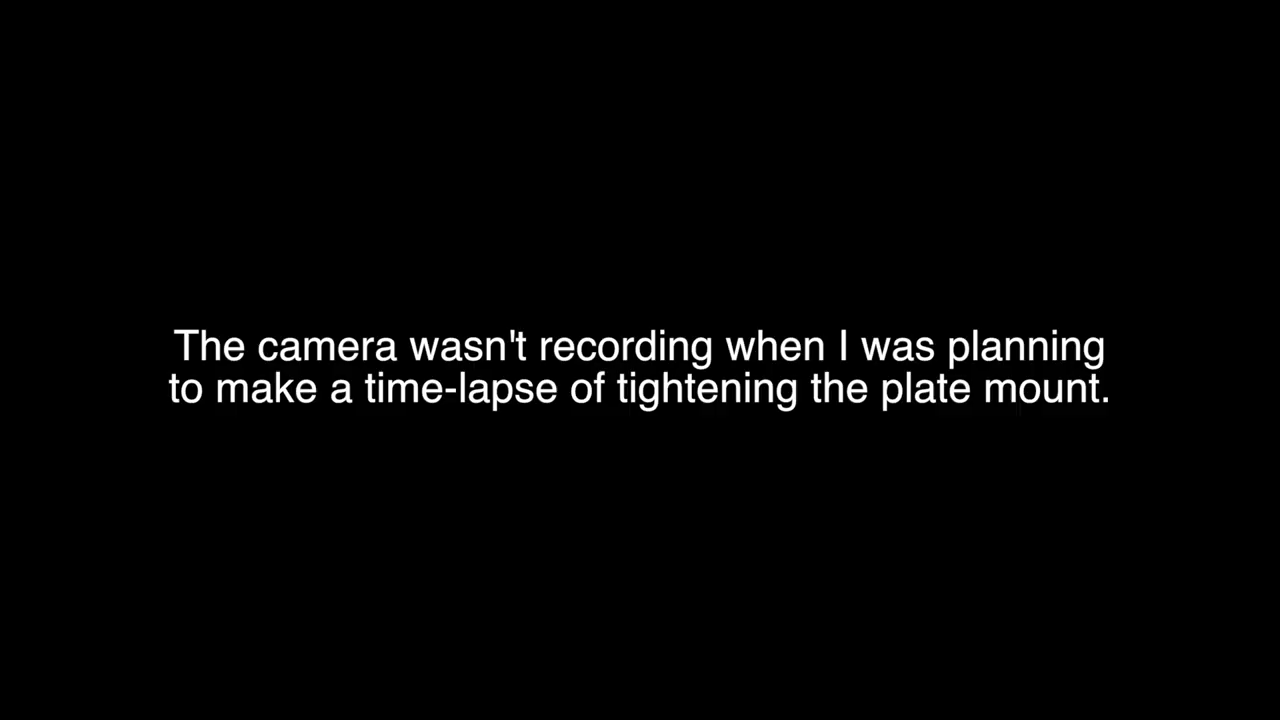 The camera wasn't recording when I was planning
to make a time-lapse of tightening the plate mount.